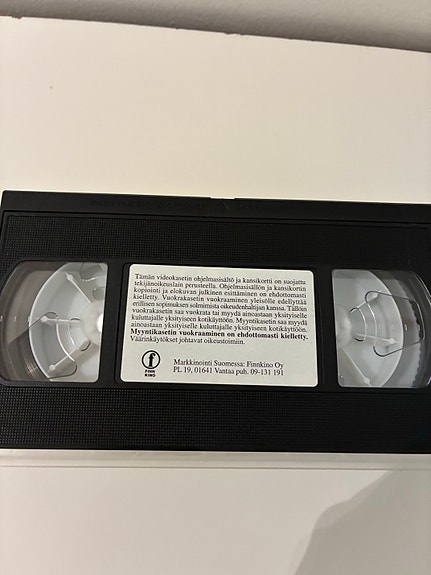 Tämän videokasetin ohjelmasisältö ja kansikortti on suojattu
tekijänoikeuslain perusteella. Ohjelmasisällön ja kansikortin
kopiointi ja elokuvan julkinen esittäminen on ehdottomasti
kielletty. Vuokrakasetin vuokraaminen yleisölle edellyttää
erillisen sopimuksen solmimista oikeudenhaltijan kanssa. Tällöin
vuokrakasetin saa vuokrata tai myydä ainoastaan yksityiselle
kuluttajalle yksityiseen kotikäyttöön. Myyntikasetin saa myydä
ainoastaan yksityiselle kuluttajalle yksityiseen kotikäyttöön.
Myyntikasetin vuokraaminen on ehdottomasti kielletty.
Väärinkäytökset johtavat oikeustoimiin.
f
FINN
KINO
Markkinointi Suomessa: Finnkino Oy
PL 19, 01641 Vantaa puh. 09-131 191